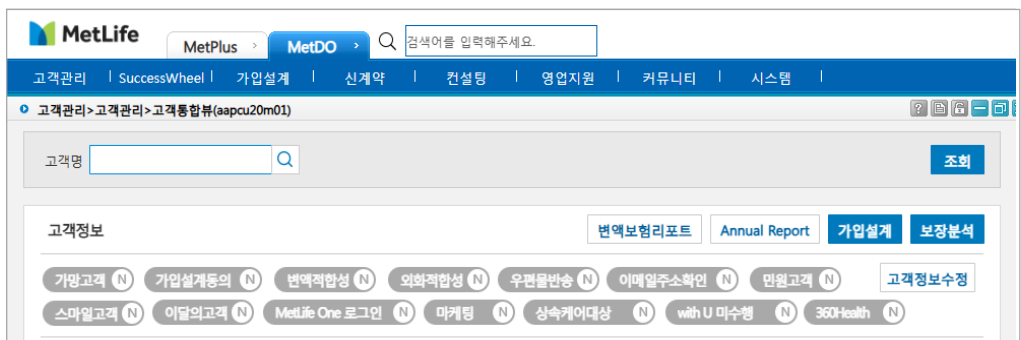 MetLife MetPlus > MetDO > 검색어를 입력해주세요.
고객관리 | SuccessWheel | 가입설계 | 신계약 | 컨설팅 | 영업지원 | 커뮤니티 | 시스템 |
고객관리>고객관리>고객통합뷰(aapcu20m01) ?
고객명 조회
고객정보 변액보험리포트 Annual Report 가입설계 보장분석
가망고객 N 가입설계동의 N 변액적합성 N 외화적합성 N 우편물반송 N 이메일주소확인 N 민원고객 N 고객정보수정
스마일고객 N 이달의고객 N MetLife One 로그인 N 마케팅 N 상속케어대상 N with U 미수행 N 360Health N